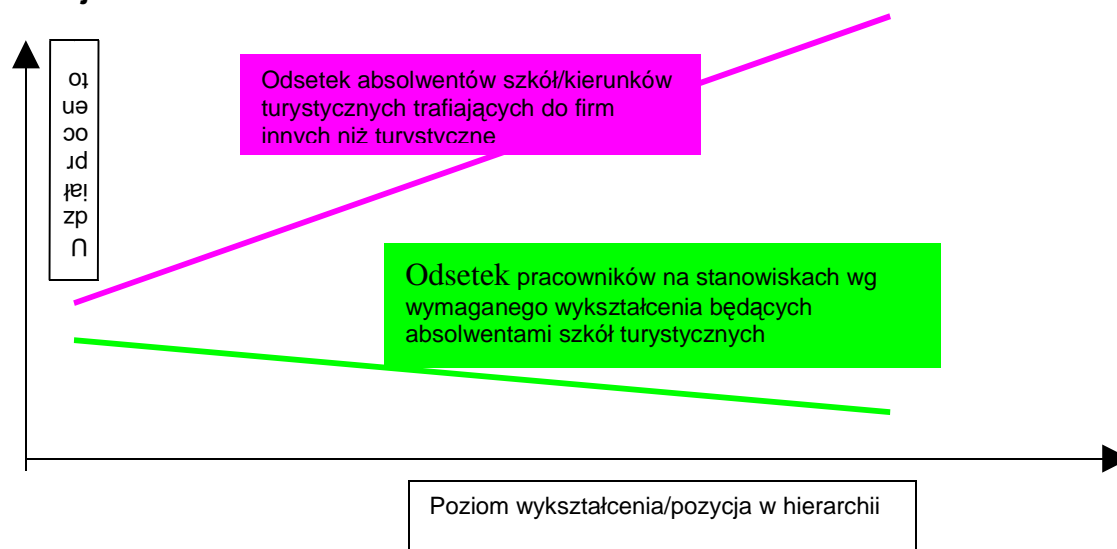 U
dz
iał
pr
oc
en
to
Odsetek absolwentów szkół/kierunków
turystycznych trafiających do firm
innych niż turystyczne
Odsetek pracowników na stanowiskach wg
wymaganego wykształcenia będących
absolwentami szkół turystycznych
Poziom wykształcenia/pozycja w hierarchii